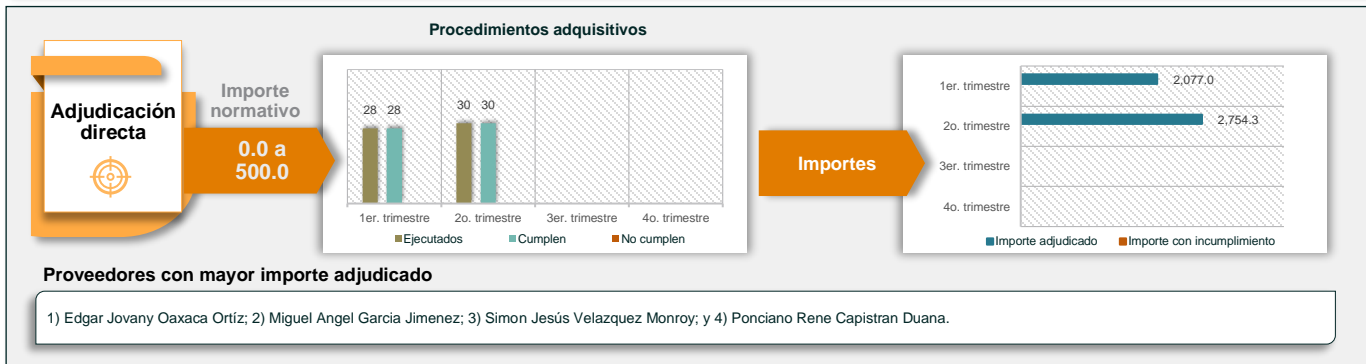 Procedimientos adquisitivos
Adjudicación
directa
Importe
normativo
0.0 a
500.0
28 28
30 30
1er. trimestre 2o. trimestre 3er. trimestre 4o. trimestre
Ejecutados Cumplen No cumplen
Importes
1er. trimestre 2,077.0
2o. trimestre 2,754.3
3er. trimestre
4o. trimestre
Importe adjudicado Importe con incumplimiento
Proveedores con mayor importe adjudicado
1) Edgar Jovany Oaxaca Ortíz; 2) Miguel Angel Garcia Jimenez; 3) Simon Jesús Velazquez Monroy; y 4) Ponciano Rene Capistran Duana.